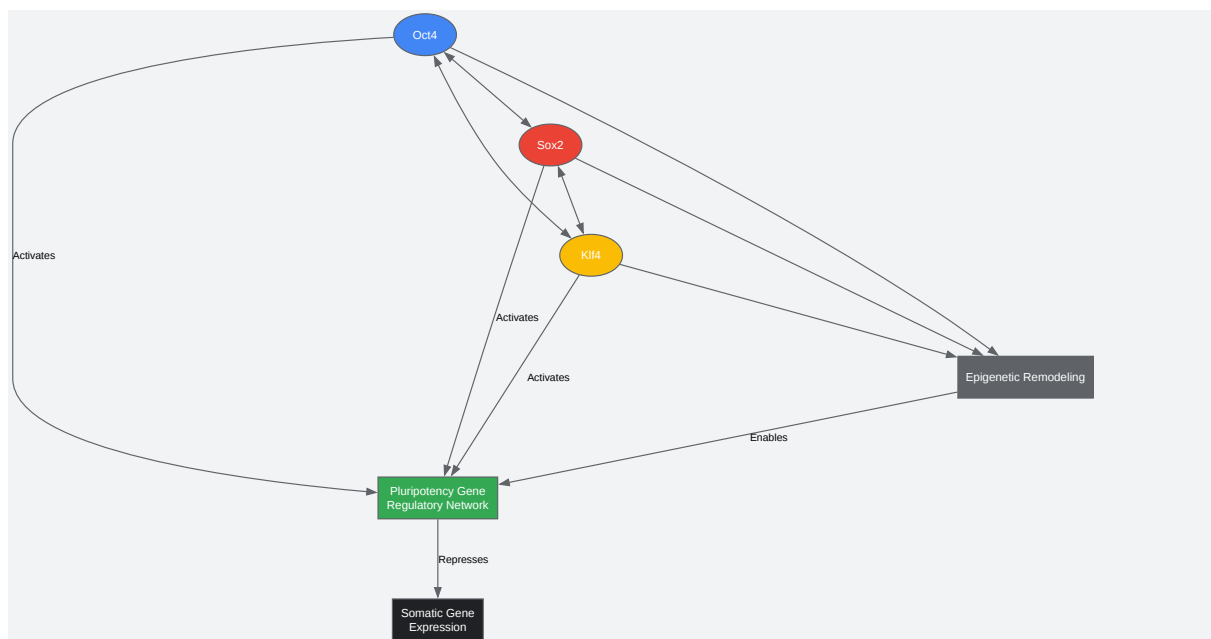 Oct4
Sox2
Activates
Klf4
Activates
Activates
Epigenetic Remodeling
Enables
Pluripotency Gene
Regulatory Network
Represses
Somatic Gene
Expression